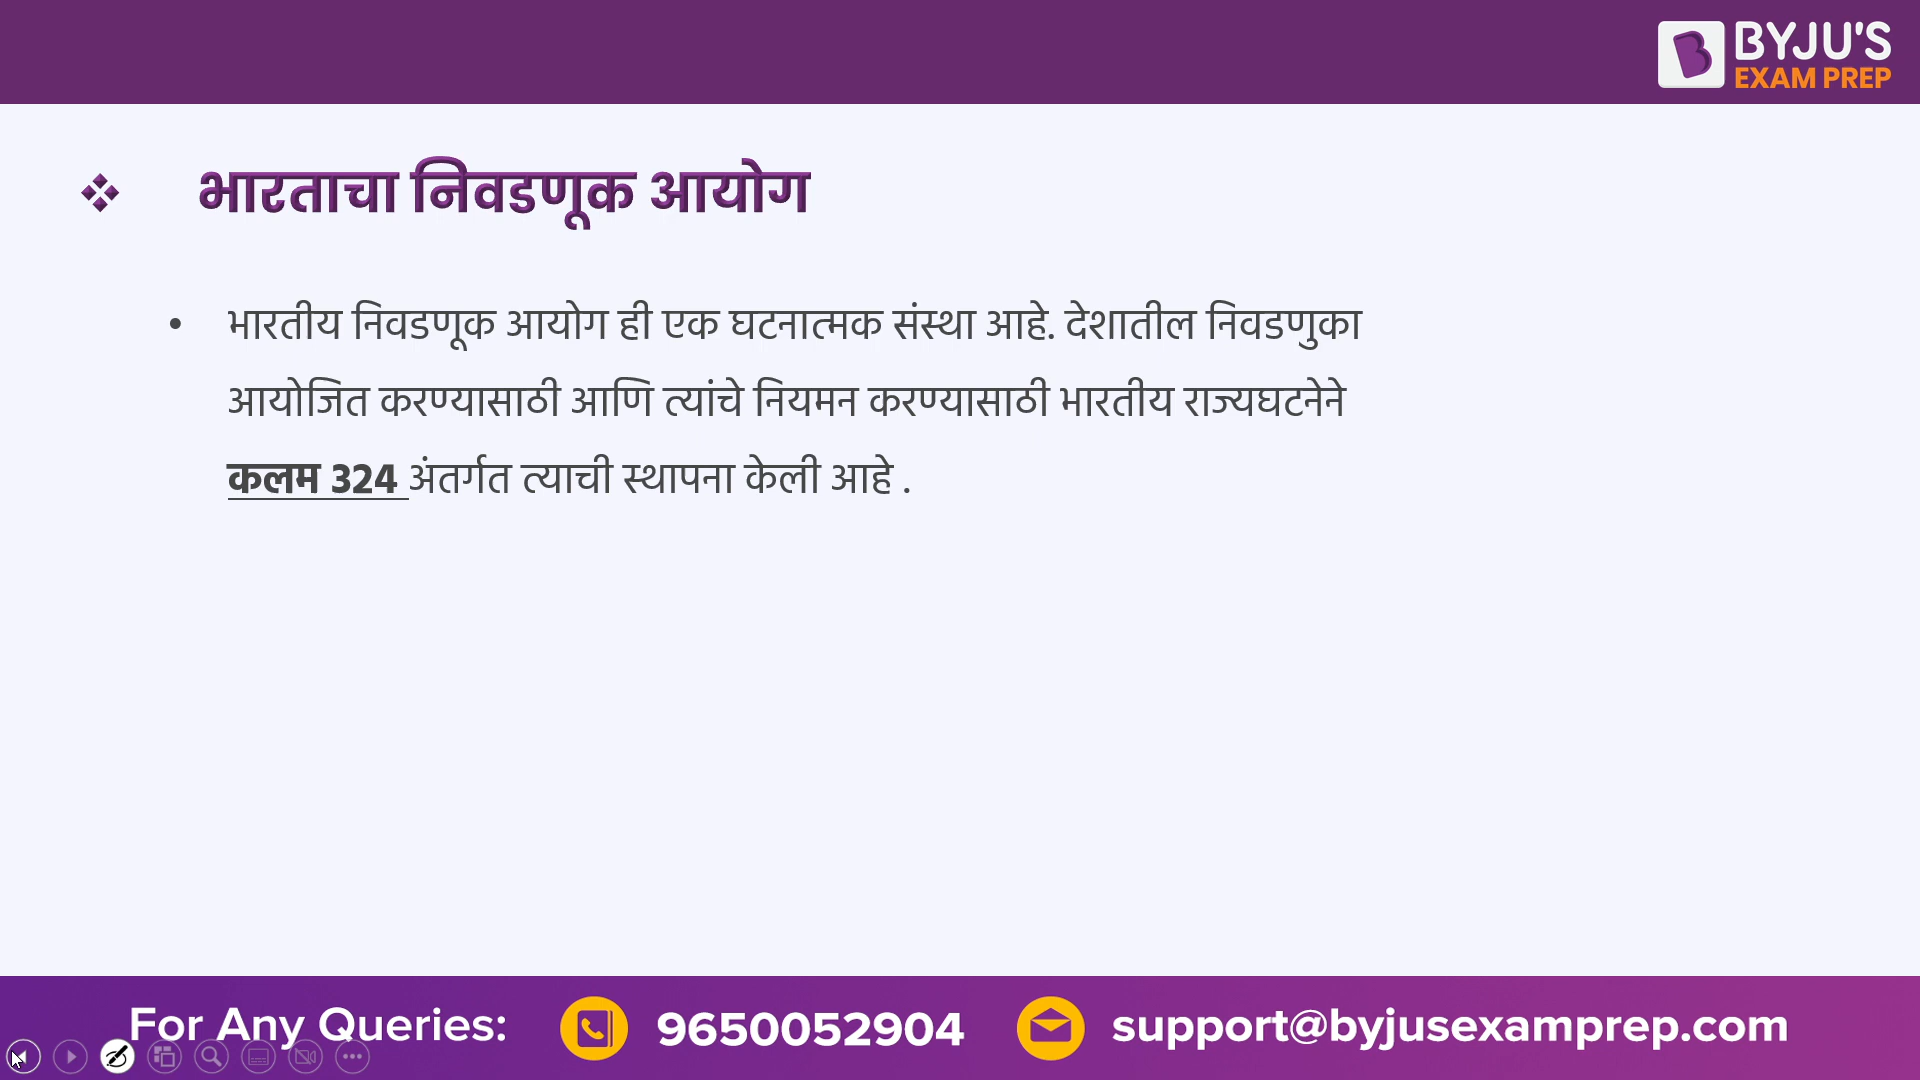 BYJU'S
EXAM PREP
❖ भारताचा निवडणूक आयोग
• भारतीय निवडणूक आयोग ही एक घटनात्मक संस्था आहे. देशातील निवडणुका
आयोजित करण्यासाठी आणि त्यांचे नियमन करण्यासाठी भारतीय राज्यघटनेने
कलम 324 अंतर्गत त्याची स्थापना केली आहे .
For Any Queries: 9650052904 support@byjusexamprep.com